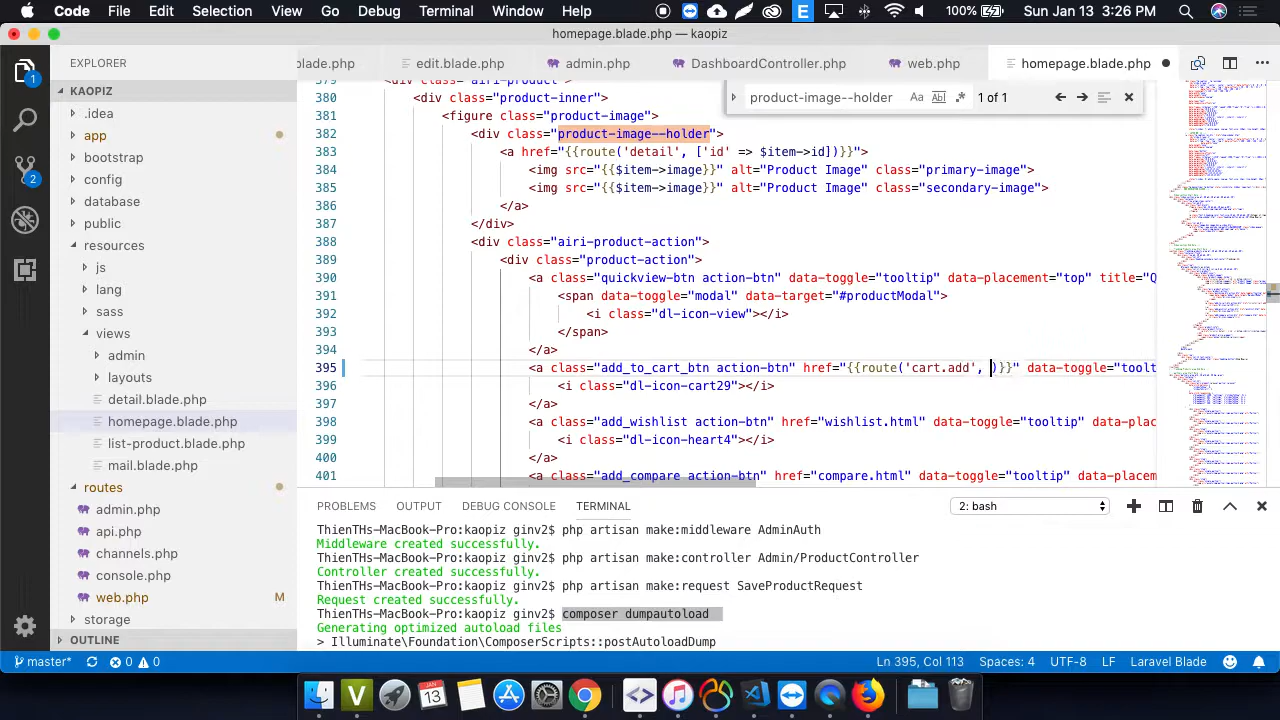 Code File Edit Selection View Go Debug Terminal Window Help 100% Sun Jan 13 3:26 PM
homepage.blade.php — kaopiz
EXPLORER blade.php edit.blade.php admin.php DashboardController.php web.php homepage.blade.php
KAOPIZ
.idea
app
bootstrap
config
database
public
resources
js
lang
sass
views
admin
layouts
detail.blade.php
homepage.blade.php
list-product.blade.php
mail.blade.php
routes
admin.php
api.php
channels.php
console.php
web.php M
storage
OUTLINE
product-image--holder Aa Abl .* 1 of 1
379 <div class="airi-product">
380 <div class="product-inner">
381 <figure class="product-image">
382 <div class="product-image--holder">
383 <a href="{{route('detail', ['id' => $item->id])}}">
384 <img src="{{$item->image}}" alt="Product Image" class="primary-image">
385 <img src="{{$item->image}}" alt="Product Image" class="secondary-image">
386 </a>
387 </div>
388 <div class="airi-product-action">
389 <div class="product-action">
390 <a class="quickview-btn action-btn" data-toggle="tooltip" data-placement="top" title="Q
391 <span data-toggle="modal" data-target="#productModal">
392 <i class="dl-icon-view"></i>
393 </span>
394 </a>
395 <a class="add_to_cart_btn action-btn" href="{{route('cart.add', )}}" data-toggle="toolt
396 <i class="dl-icon-cart29"></i>
397 </a>
398 <a class="add_wishlist action-btn" href="wishlist.html" data-toggle="tooltip" data-plac
399 <i class="dl-icon-heart4"></i>
400 </a>
401 <a class="add_compare action-btn" href="compare.html" data-toggle="tooltip" data-placem
PROBLEMS OUTPUT DEBUG CONSOLE TERMINAL 2: bash
ThienTHs-MacBook-Pro:kaopiz ginv2$ php artisan make:middleware AdminAuth
Middleware created successfully.
ThienTHs-MacBook-Pro:kaopiz ginv2$ php artisan make:controller Admin/ProductController
Controller created successfully.
ThienTHs-MacBook-Pro:kaopiz ginv2$ php artisan make:request SaveProductRequest
Request created successfully.
ThienTHs-MacBook-Pro:kaopiz ginv2$ composer dumpautoload
Generating optimized autoload files
> Illuminate\Foundation\ComposerScripts::postAutoloadDump
master* 0 0 Ln 395, Col 113 Spaces: 4 UTF-8 LF Laravel Blade